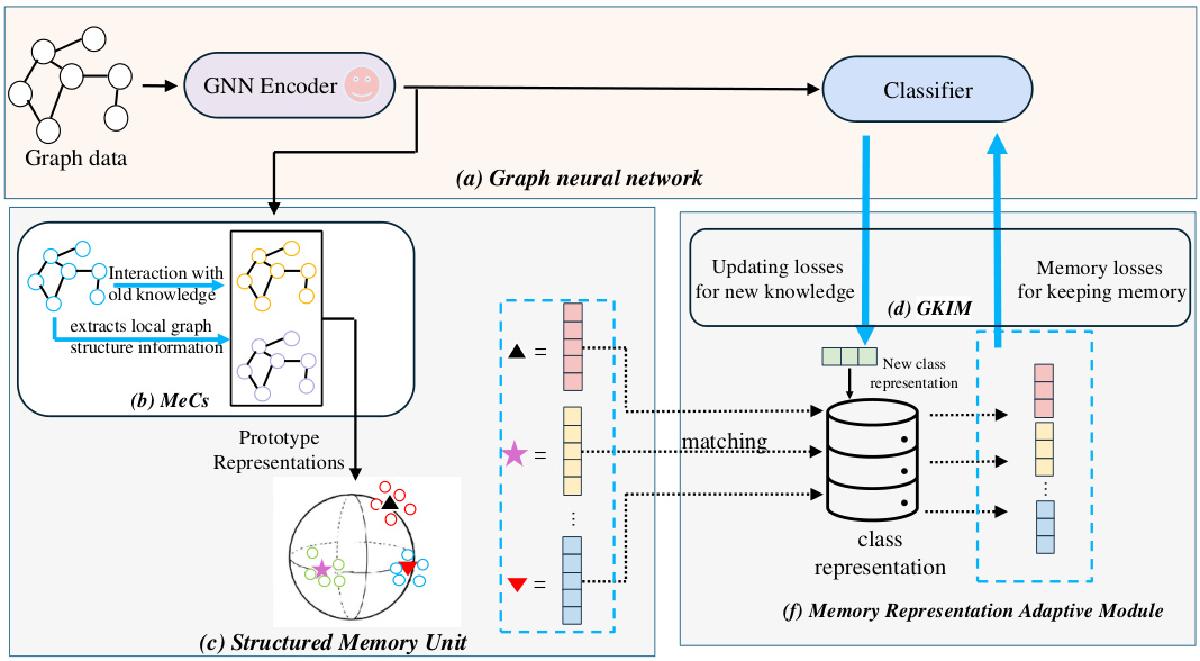 GNN Encoder
Classifier
Graph data
(a) Graph neural network
Interaction with
old knowledge
extracts local graph
structure information
(b) MeCs
Prototype
Representations
=
=
⋮
=
(c) Structured Memory Unit
Updating losses
for new knowledge
Memory losses
for keeping memory
(d) GKIM
New class
representation
matching
⋮
class
representation
(f) Memory Representation Adaptive Module